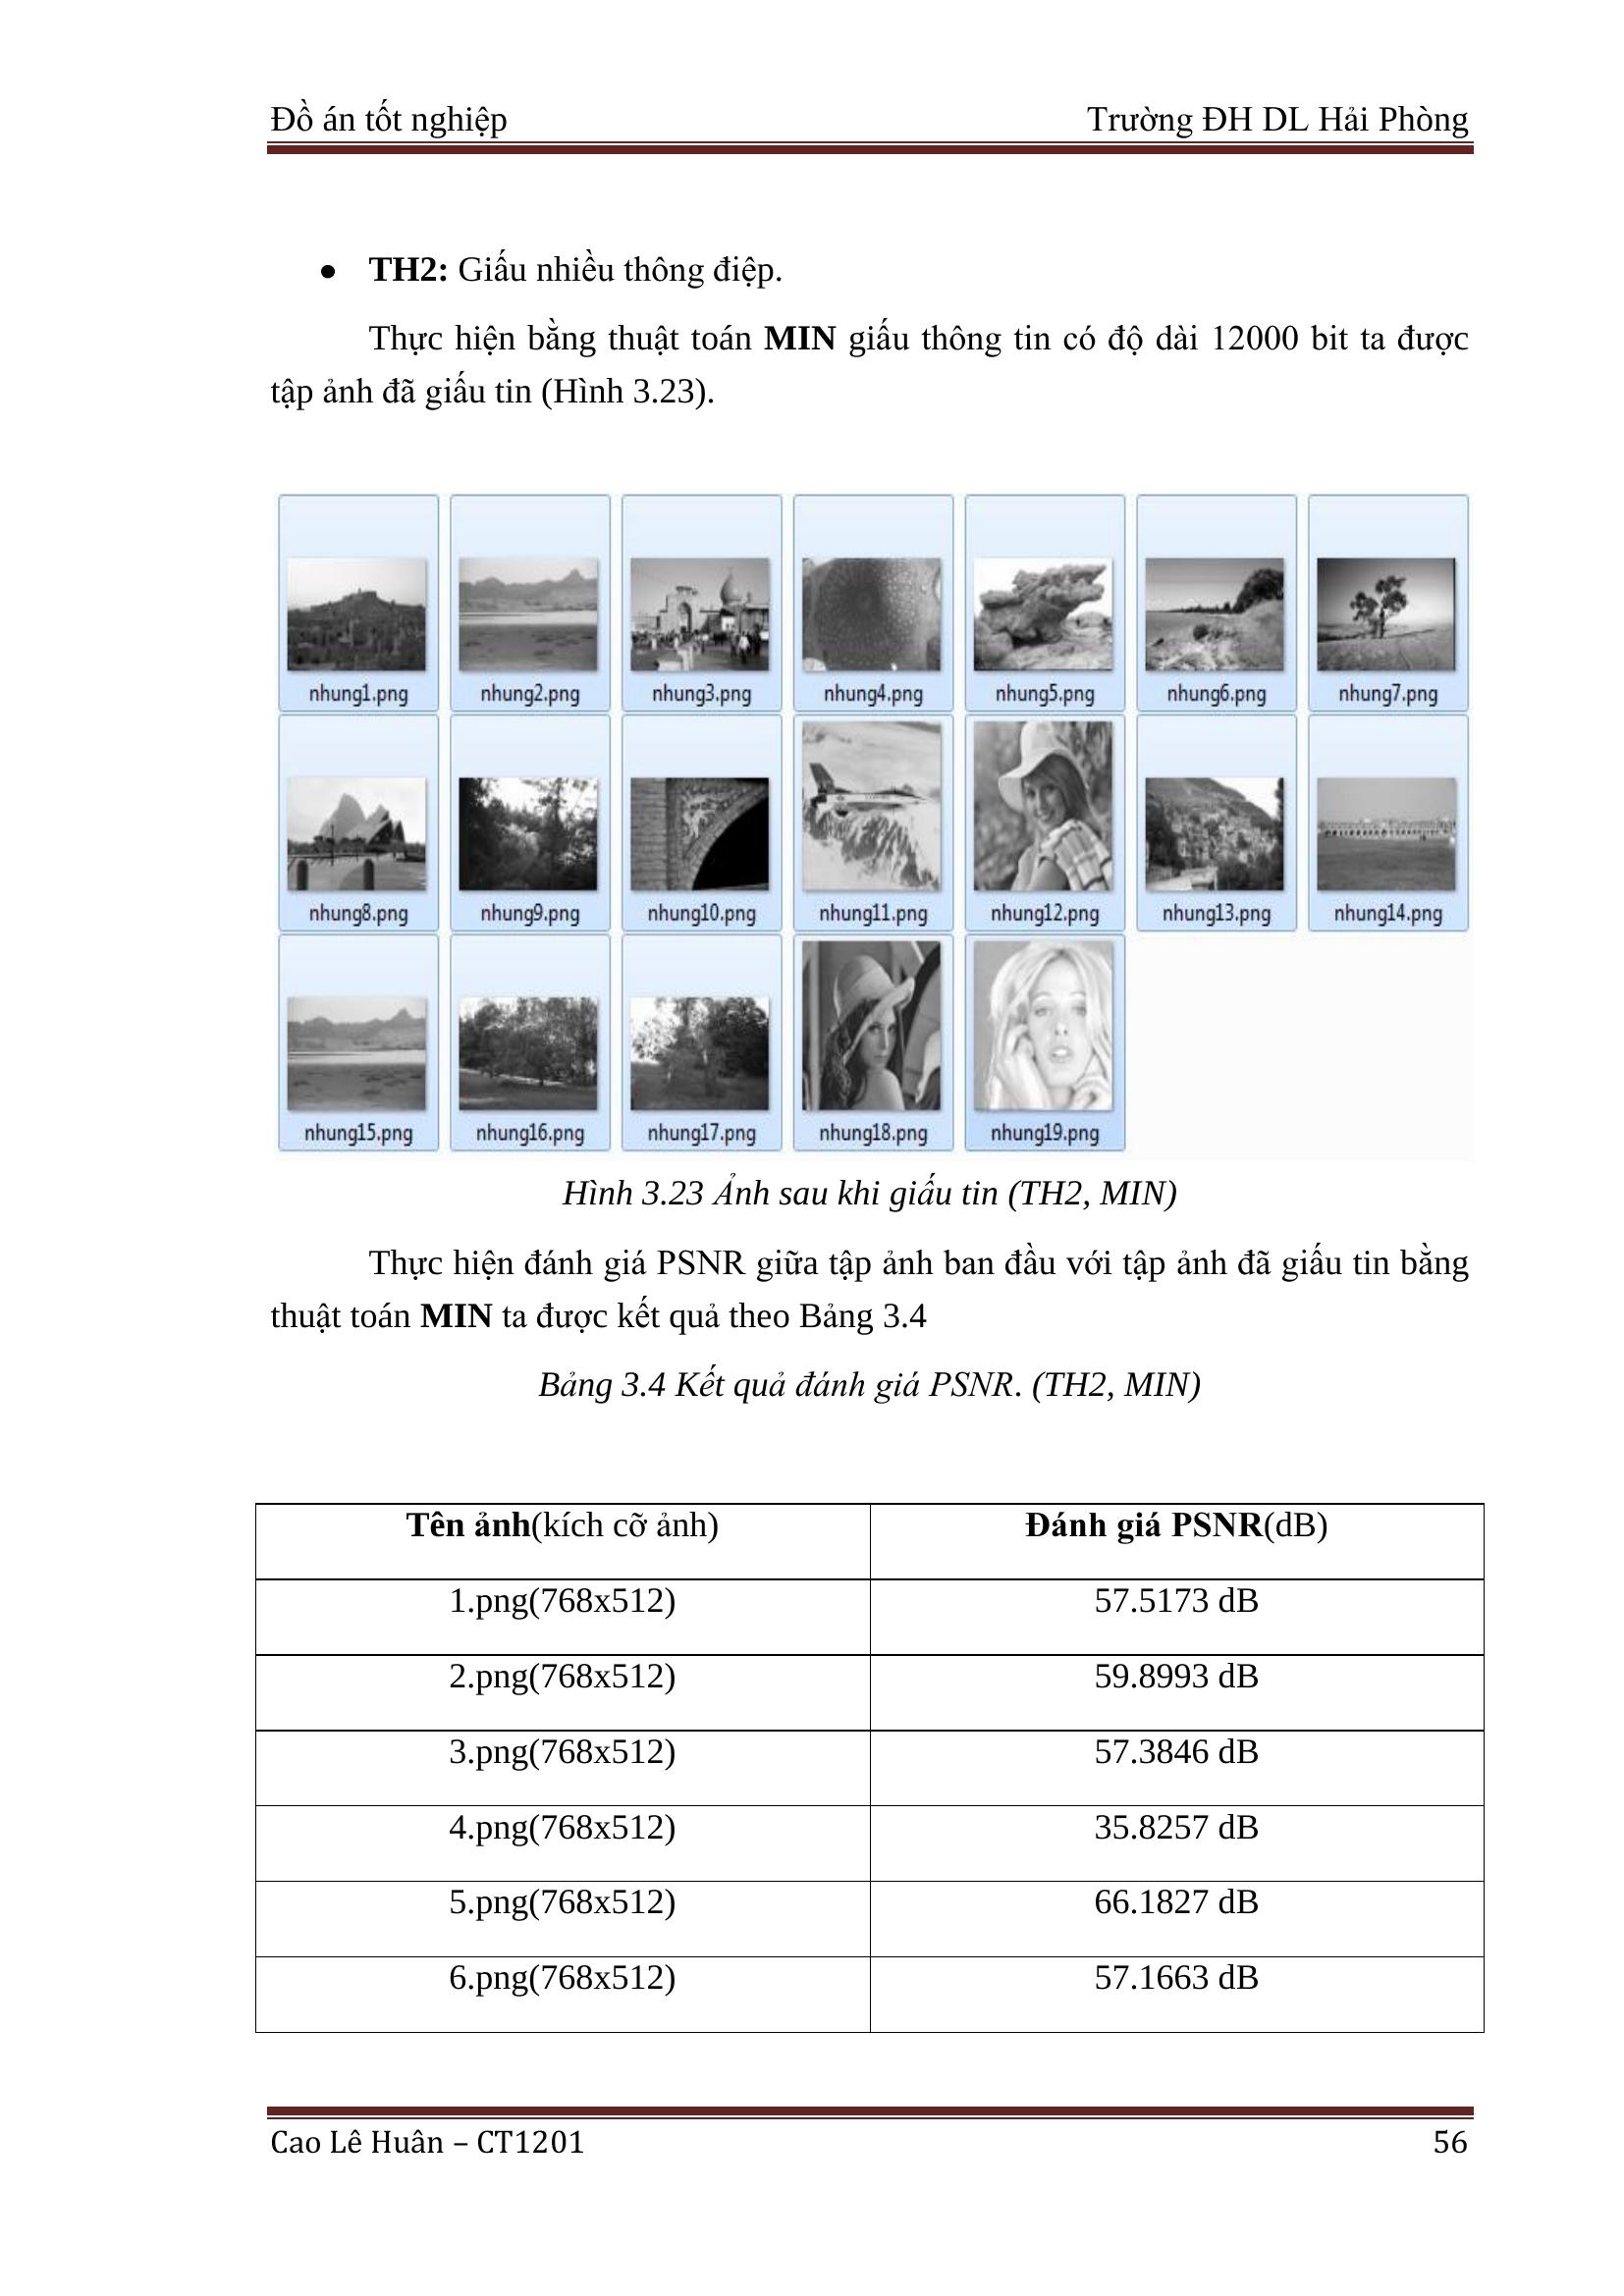 Đồ án tốt nghiệp Trường ĐH DL Hải Phòng
• TH2: Giấu nhiều thông điệp.
Thực hiện bằng thuật toán MIN giấu thông tin có độ dài 12000 bit ta được
tập ảnh đã giấu tin (Hình 3.23).
nhung1.png nhung2.png nhung3.png nhung4.png nhung5.png nhung6.png nhung7.png
nhung8.png nhung9.png nhung10.png nhung11.png nhung12.png nhung13.png nhung14.png
nhung15.png nhung16.png nhung17.png nhung18.png nhung19.png
Hình 3.23 Ảnh sau khi giấu tin (TH2, MIN)
Thực hiện đánh giá PSNR giữa tập ảnh ban đầu với tập ảnh đã giấu tin bằng
thuật toán MIN ta được kết quả theo Bảng 3.4
Bảng 3.4 Kết quả đánh giá PSNR. (TH2, MIN)
Tên ảnh(kích cỡ ảnh) Đánh giá PSNR(dB)
1.png(768x512) 57.5173 dB
2.png(768x512) 59.8993 dB
3.png(768x512) 57.3846 dB
4.png(768x512) 35.8257 dB
5.png(768x512) 66.1827 dB
6.png(768x512) 57.1663 dB
Cao Lê Huân – CT1201 56